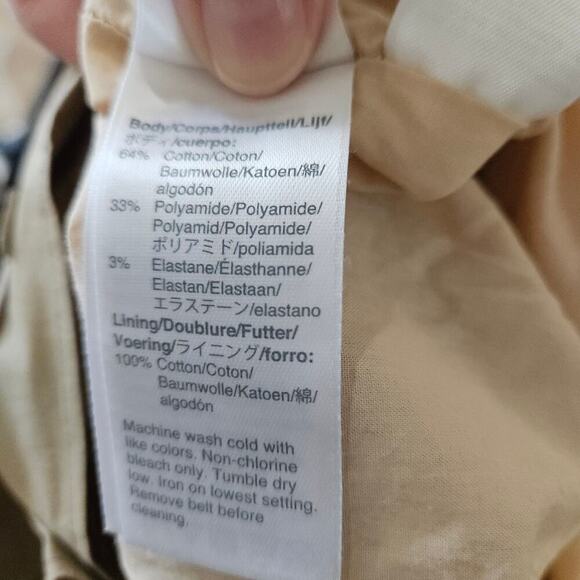 Body/Corps/Hauptteil/Lijf/
ボディ/cuerpo:
64% Cotton/Coton/
Baumwolle/Katoen/綿/
algodón
33% Polyamide/Polyamide/
Polyamid/Polyamide/
ポリアミド/poliamida
3% Elastane/Élasthanne/
Elastan/Elastaan/
エラステーン/elastano
Lining/Doublure/Futter/
Voering/ライニング/forro:
100% Cotton/Coton/
Baumwolle/Katoen/綿/
algodón
Machine wash cold with
like colors. Non-chlorine
bleach only. Tumble dry
low. Iron on lowest setting.
Remove belt before
cleaning.